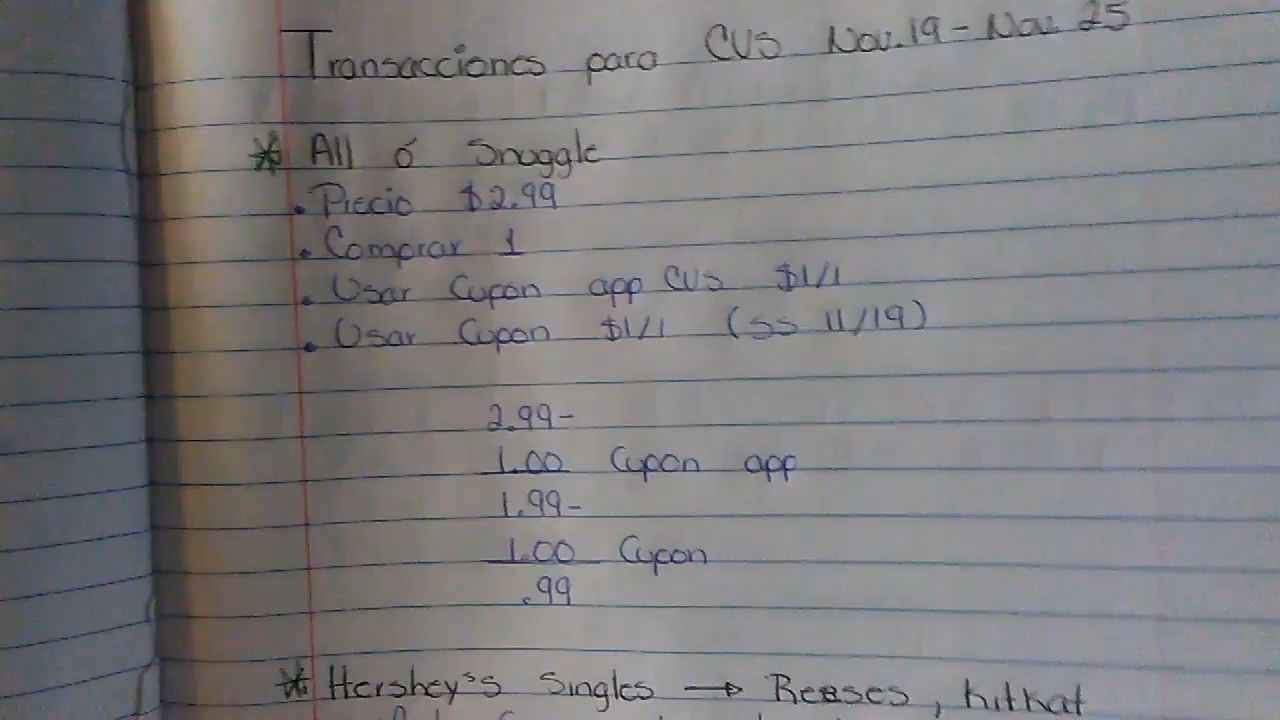 Transacciones para CVS Nov.19 - Nov. 25
* All ó Snuggle
. Precio $2.99
. Comprar 1
. Usar Cupon app CVS $1/1
. Usar Cupon $1/1 (SS 11/19)
2.99-
1.00 Cupon app
1.99-
1.00 Cupon
.99
* Hershey's Singles → Reeses, Kitkat